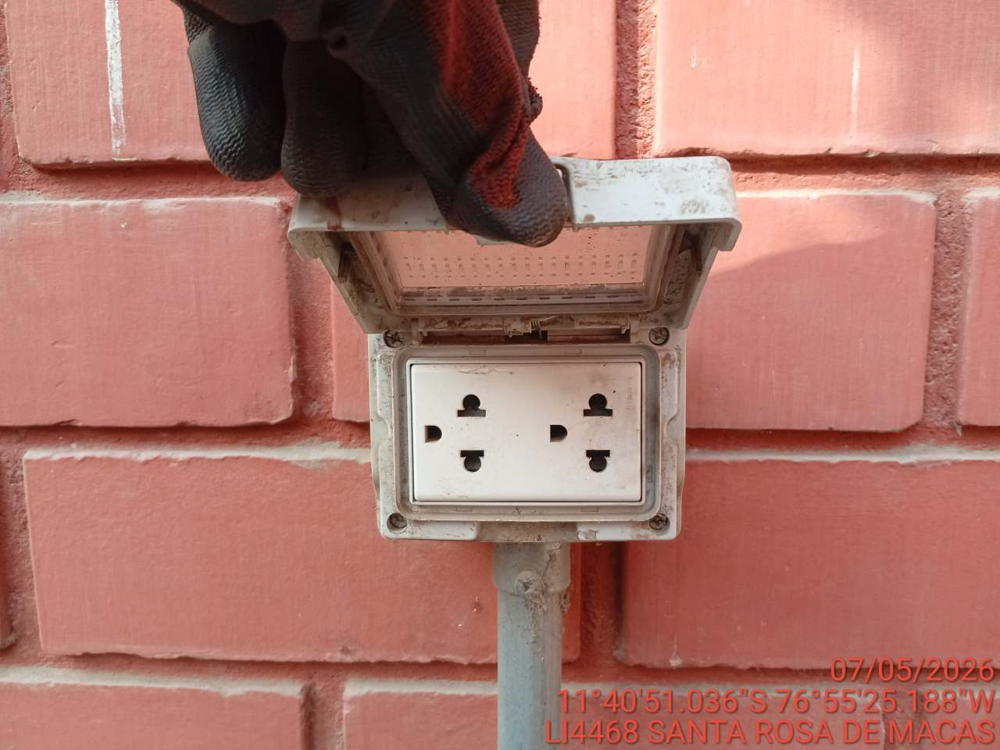 07/05/2026
11°40'51.036"S 76°55'25.188"W
LI4468 SANTA ROSA DE MACAS